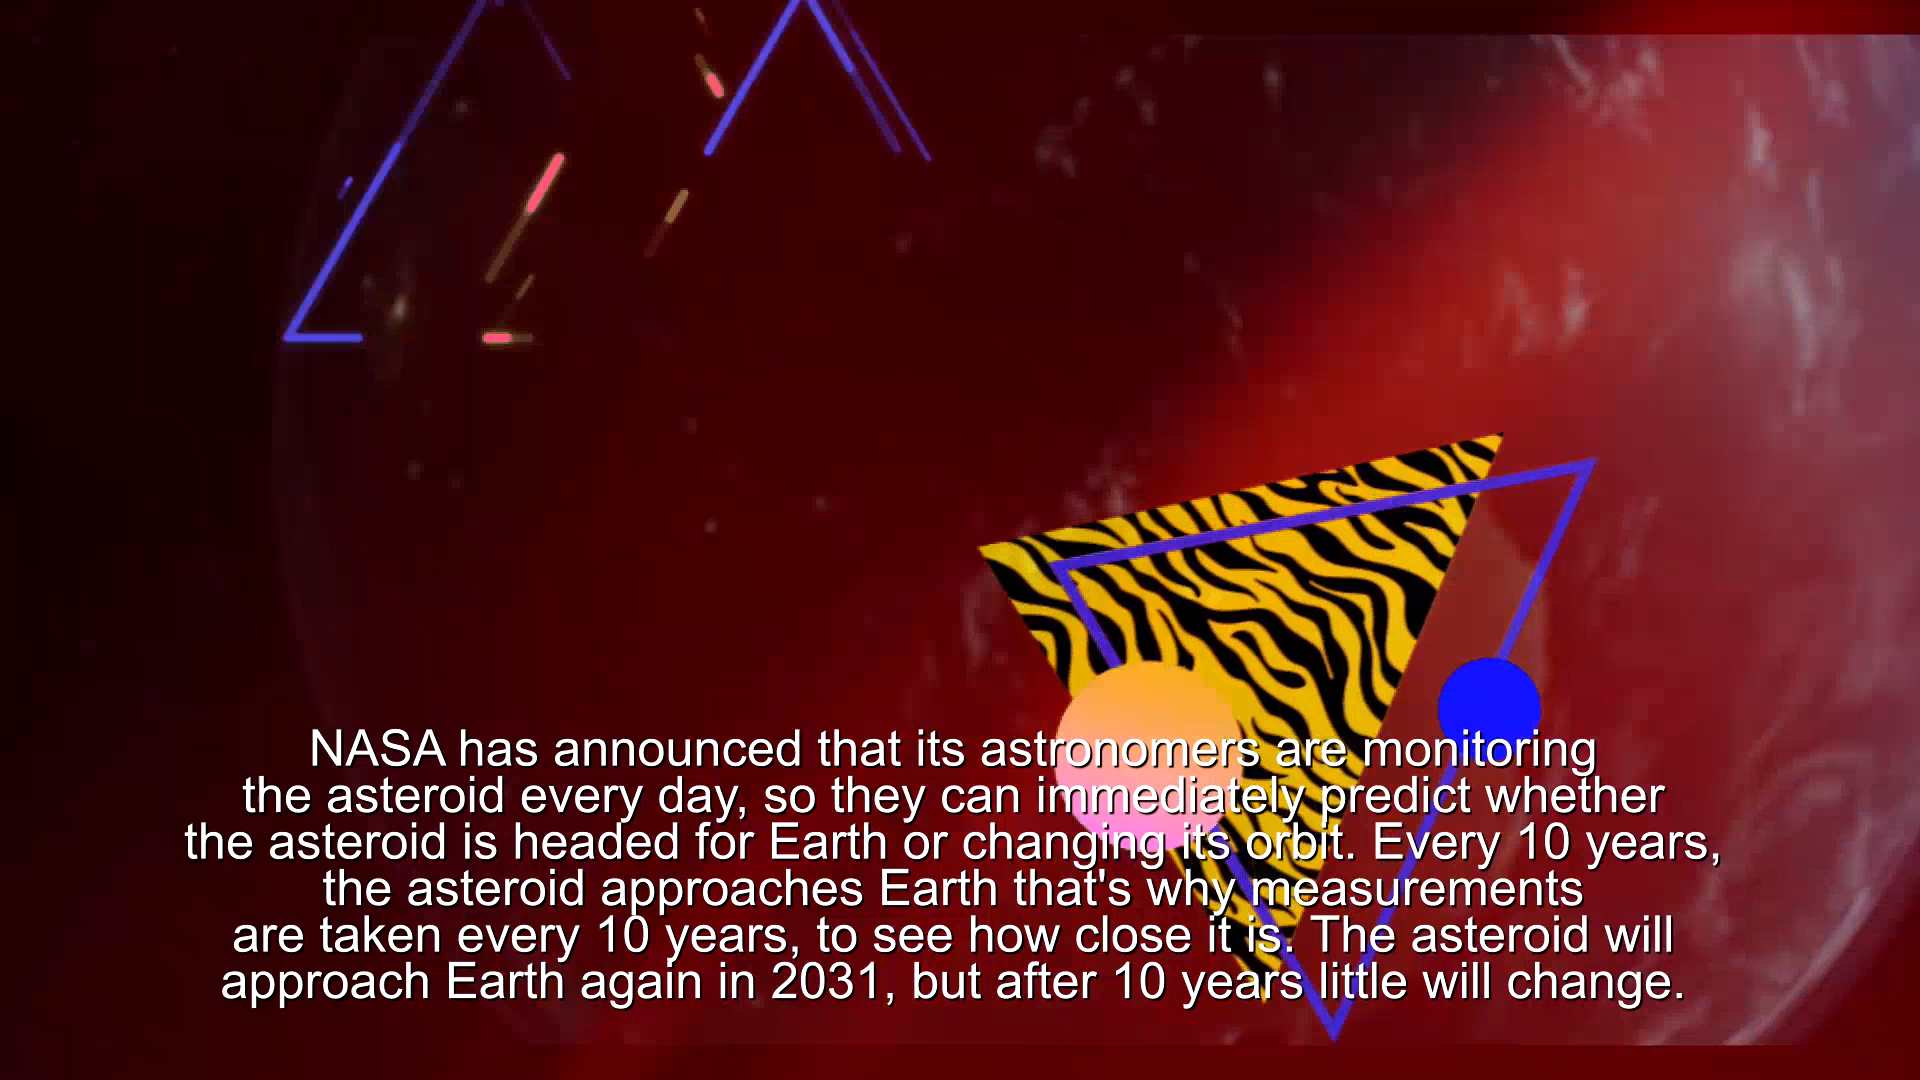 NASA has announced that its astronomers are monitoring
the asteroid every day, so they can immediately predict whether
the asteroid is headed for Earth or changing its orbit. Every 10 years,
the asteroid approaches Earth that's why measurements
are taken every 10 years, to see how close it is. The asteroid will
approach Earth again in 2031, but after 10 years little will change.